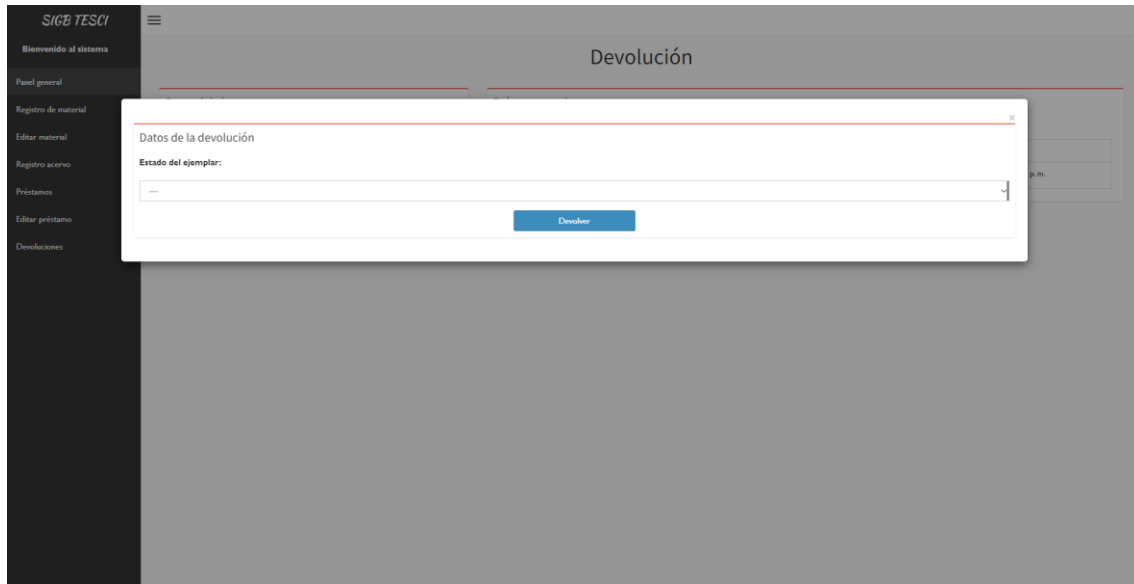 SIGB TESCI
Bienvenido al sistema
Panel general
Registro de material
Editar material
Registro acervo
Préstamos
Editar préstamo
Devoluciones
Devolución
×
Datos de la devolución
Estado del ejemplar:
---
Devolver
p. m.